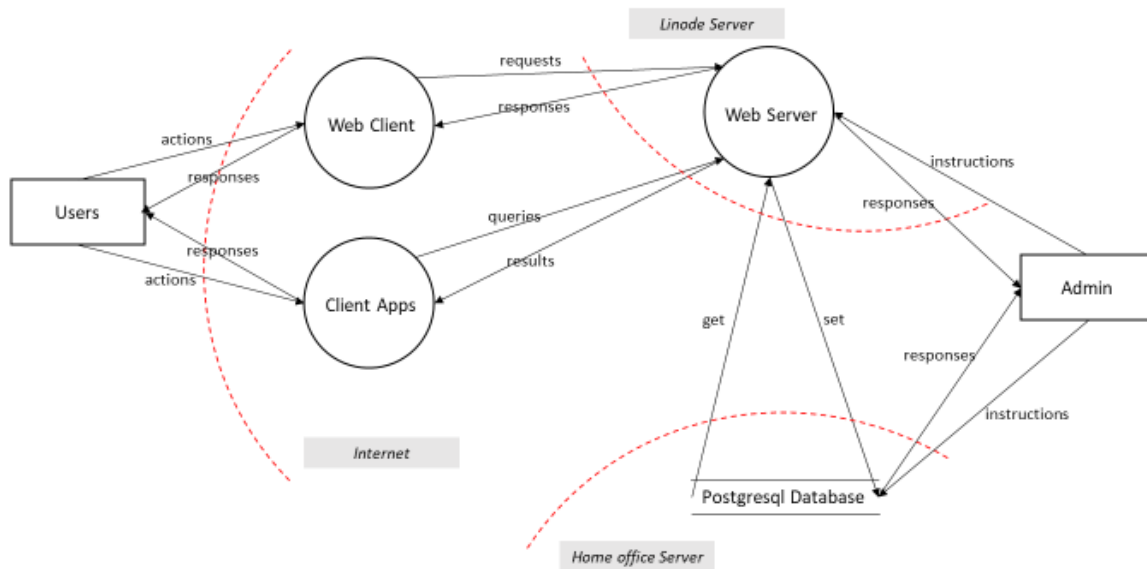 Linode Server
requests
Web Client
responses
Web Server
actions
instructions
responses
Users
responses
queries
responses
results
actions
Client Apps
Admin
get
set
responses
instructions
Internet
Postgresql Database
Home office Server